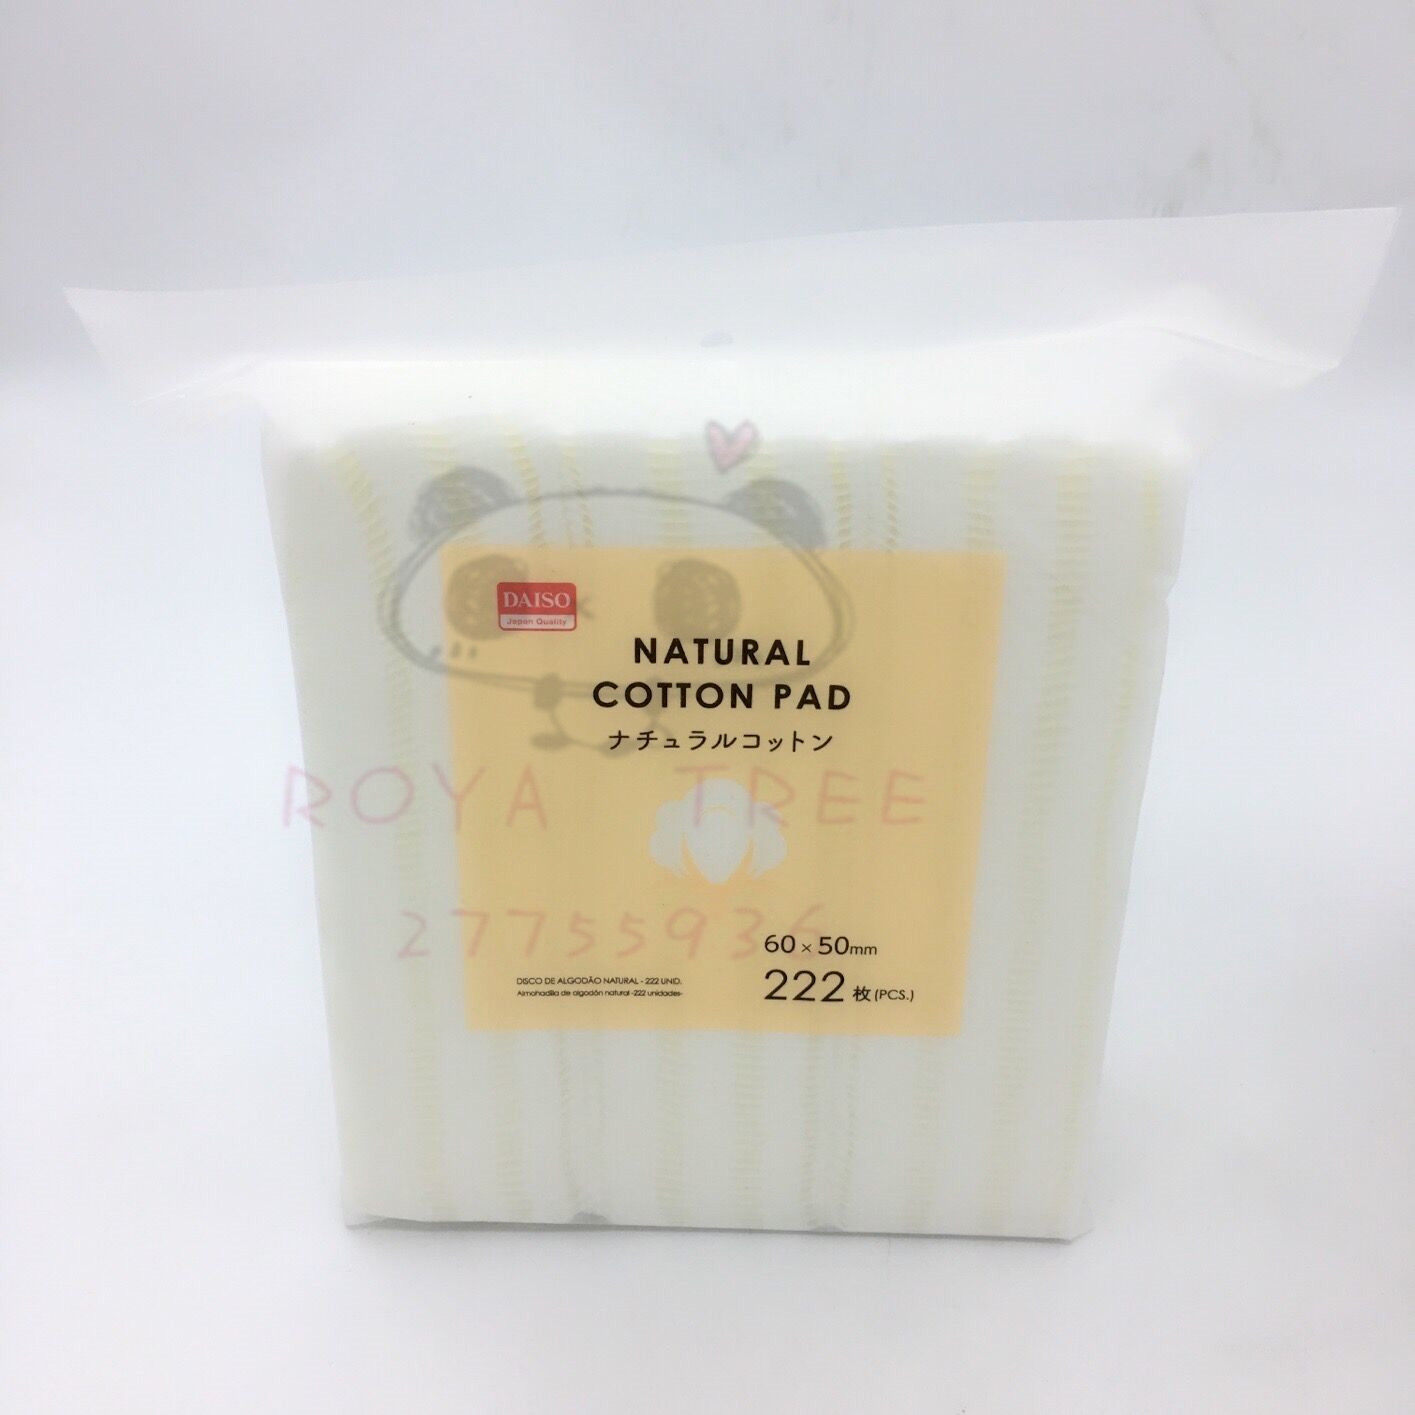 DAISO
Japan Quality
NATURAL
COTTON PAD
ナチュラルコットン
ROYA TREE
27755936
60×50mm
DISCO DE ALGODÃO NATURAL - 222 UNID.
Almohadilla de algodón natural -222 unidades-
222枚(PCS.)